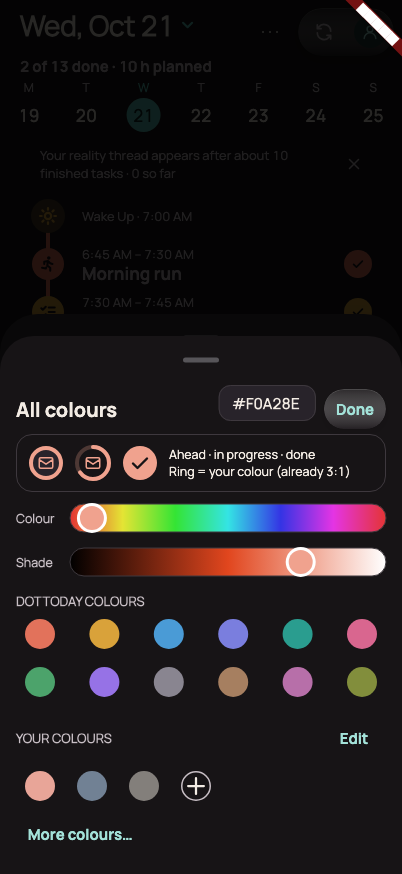 Wed, Oct 21
2 of 13 done · 10 h planned
M T W T F S S
19 20 21 22 23 24 25
Your reality thread appears after about 10
finished tasks · 0 so far
Wake Up · 7:00 AM
6:45 AM – 7:30 AM
Morning run
7:30 AM – 7:45 AM
All colours
#F0A28E
Done
Ahead · in progress · done
Ring = your colour (already 3:1)
Colour
Shade
DOTTODAY COLOURS
YOUR COLOURS
Edit
More colours...